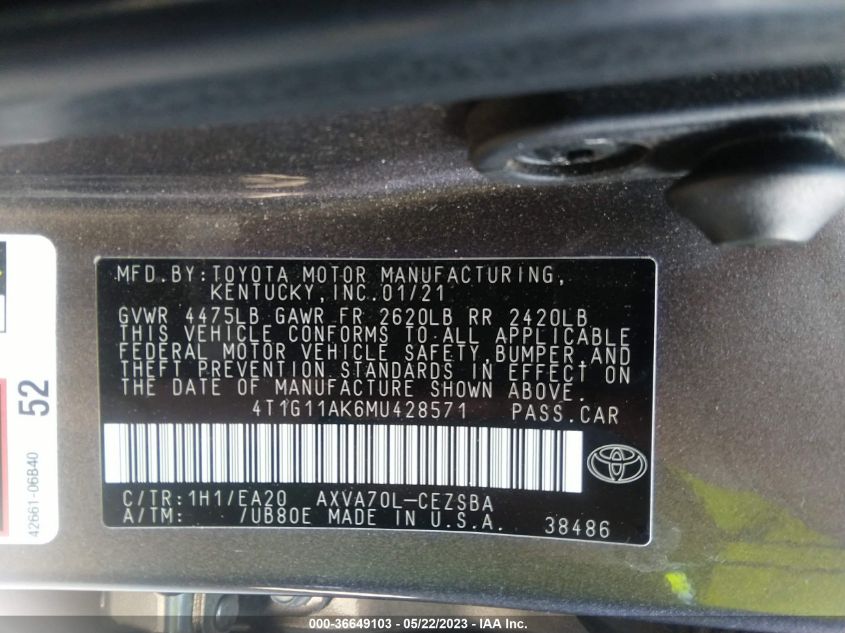 MFD.BY:TOYOTA MOTOR MANUFACTURING,
KENTUCKY,INC.01/21
GVWR 4475LB GAWR FR 2620LB RR 2420LB
THIS VEHICLE CONFORMS TO ALL APPLICABLE
FEDERAL MOTOR VEHICLE SAFETY,BUMPER,AND
THEFT PREVENTION STANDARDS IN EFFECT ON
THE DATE OF MANUFACTURE SHOWN ABOVE.
4T1G11AK6MU428571 PASS.CAR
C/TR:1H1/EA20 AXVA70L-CEZSBA
A/TM: /UB80E MADE IN U.S.A. 38486
52
42661-06B40
000-36649103 - 05/22/2023 - IAA Inc.